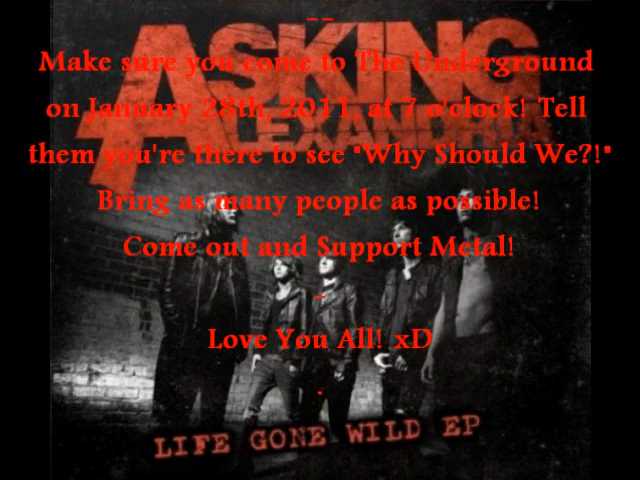 --
ASKING
ALEXANDRIA
Make sure you come to The Underground
on January 28th, 2011, at 7 o'clock! Tell
them you're there to see "Why Should We?!"
Bring as many people as possible!
Come out and Support Metal!
-
Love You All! xD
.
LIFE GONE WILD EP